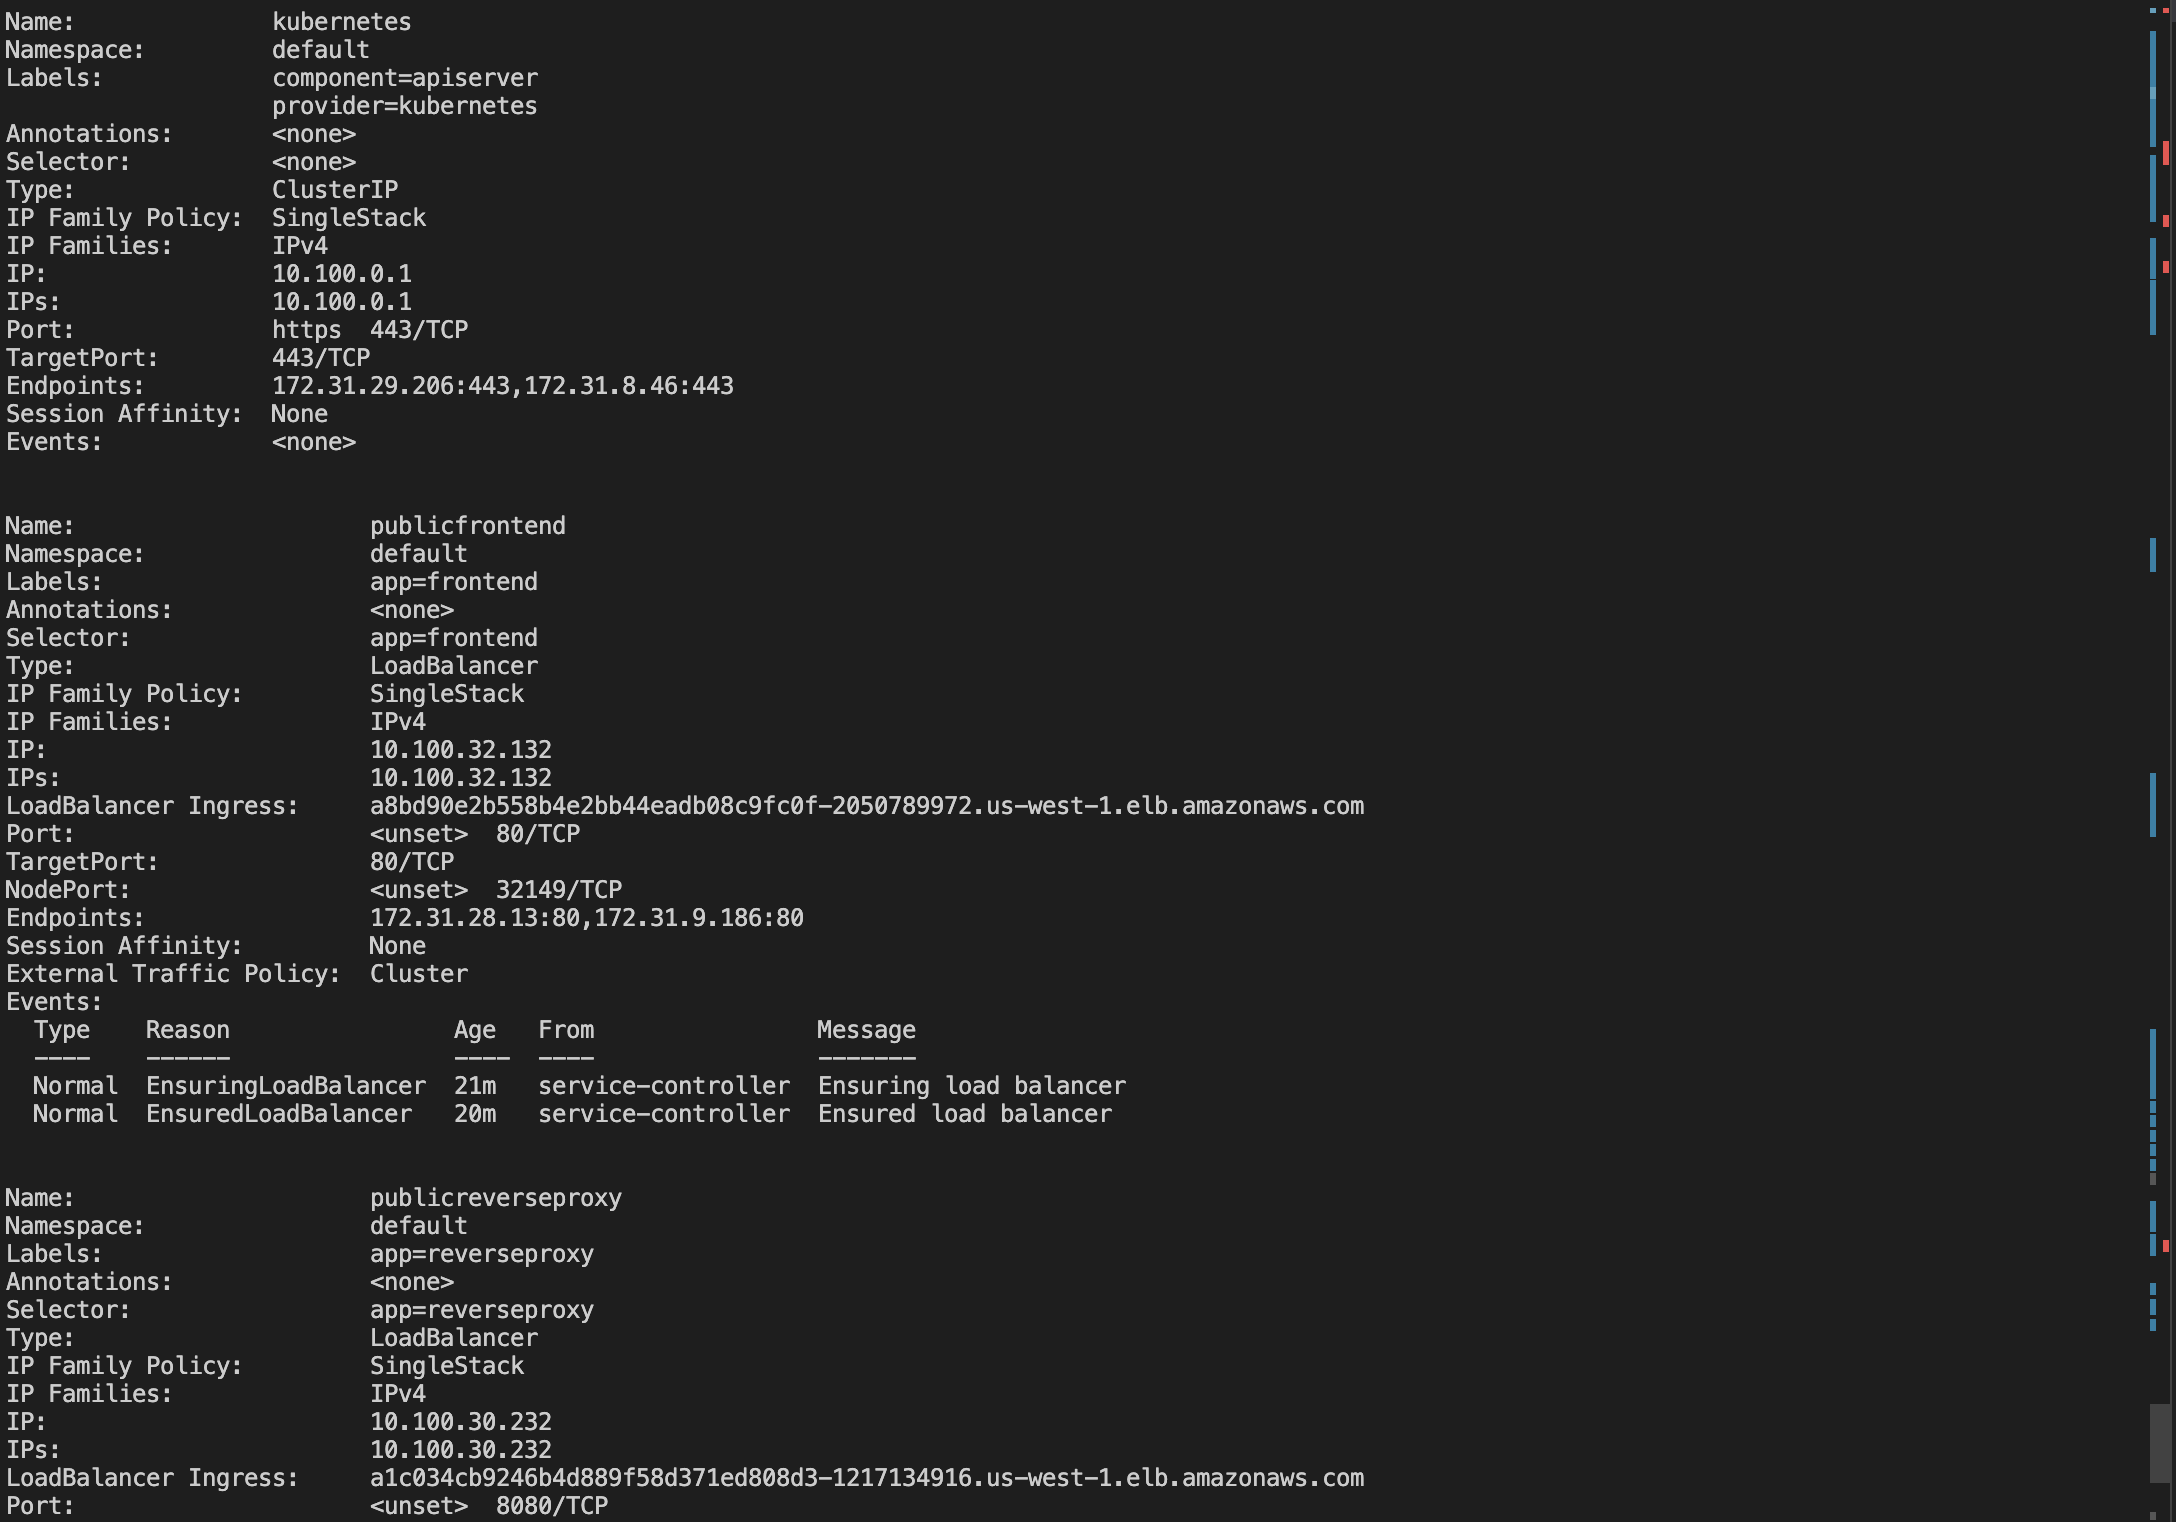 Name:              kubernetes
Namespace:         default
Labels:            component=apiserver
                   provider=kubernetes
Annotations:       <none>
Selector:          <none>
Type:              ClusterIP
IP Family Policy:  SingleStack
IP Families:       IPv4
IP:                10.100.0.1
IPs:               10.100.0.1
Port:              https  443/TCP
TargetPort:        443/TCP
Endpoints:         172.31.29.206:443,172.31.8.46:443
Session Affinity:  None
Events:            <none>
Name:                     publicfrontend
Namespace:                default
Labels:                   app=frontend
Annotations:              <none>
Selector:                 app=frontend
Type:                     LoadBalancer
IP Family Policy:         SingleStack
IP Families:              IPv4
IP:                       10.100.32.132
IPs:                      10.100.32.132
LoadBalancer Ingress:     a8bd90e2b558b4e2bb44eadb08c9fc0f-2050789972.us-west-1.elb.amazonaws.com
Port:                     <unset>  80/TCP
TargetPort:               80/TCP
NodePort:                 <unset>  32149/TCP
Endpoints:                172.31.28.13:80,172.31.9.186:80
Session Affinity:         None
External Traffic Policy:  Cluster
Events:
  Type    Reason                Age   From                Message
  ----    ------                ----  ----                -------
  Normal  EnsuringLoadBalancer  21m   service-controller  Ensuring load balancer
  Normal  EnsuredLoadBalancer   20m   service-controller  Ensured load balancer
Name:                     publicreverseproxy
Namespace:                default
Labels:                   app=reverseproxy
Annotations:              <none>
Selector:                 app=reverseproxy
Type:                     LoadBalancer
IP Family Policy:         SingleStack
IP Families:              IPv4
IP:                       10.100.30.232
IPs:                      10.100.30.232
LoadBalancer Ingress:     a1c034cb9246b4d889f58d371ed808d3-1217134916.us-west-1.elb.amazonaws.com
Port:                     <unset>  8080/TCP